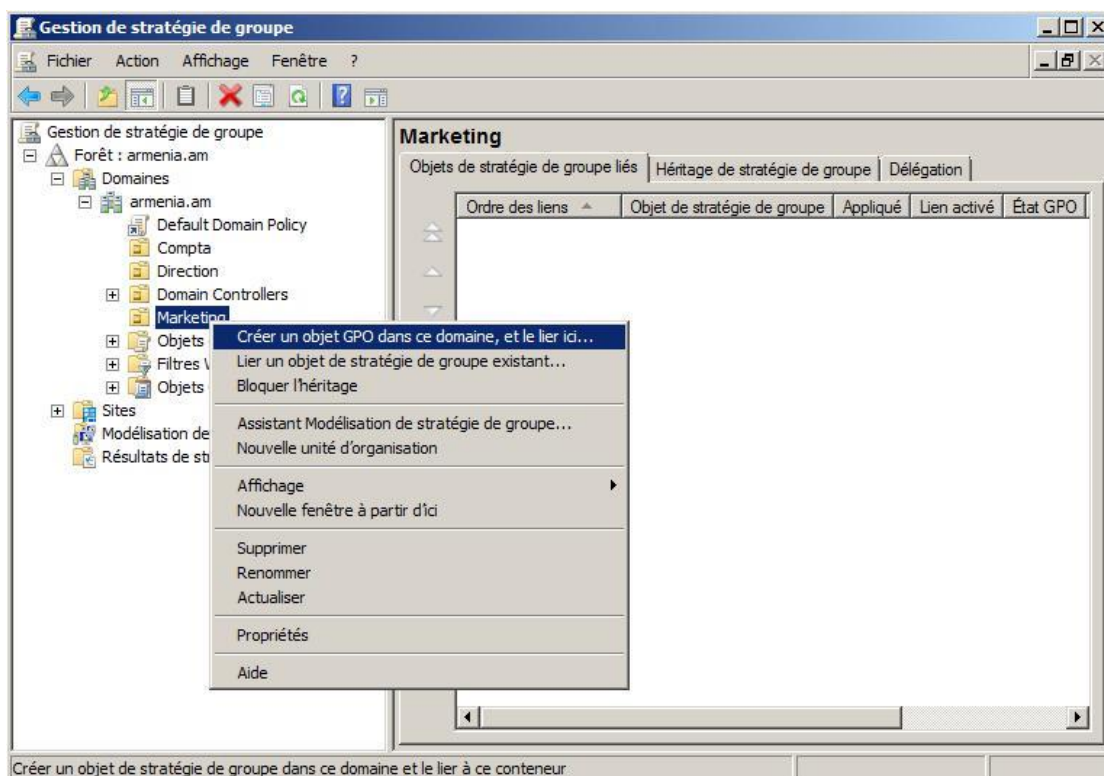 Gestion de stratégie de groupe
Fichier Action Affichage Fenêtre ?
Gestion de stratégie de groupe
Forêt : armenia.am
Domaines
armenia.am
Default Domain Policy
Compta
Direction
Domain Controllers
Marketing
Objets
Filtres
Objets
Sites
Modélisation de
Résultats de
Marketing
Objets de stratégie de groupe liés Héritage de stratégie de groupe Délégation
Ordre des liens Objet de stratégie de groupe Appliqué Lien activé État GPO
Créer un objet GPO dans ce domaine, et le lier ici...
Lier un objet de stratégie de groupe existant...
Bloquer l'héritage
Assistant Modélisation de stratégie de groupe...
Nouvelle unité d'organisation
Affichage
Nouvelle fenêtre à partir d'ici
Supprimer
Renommer
Actualiser
Propriétés
Aide
Créer un objet de stratégie de groupe dans ce domaine et le lier à ce conteneur